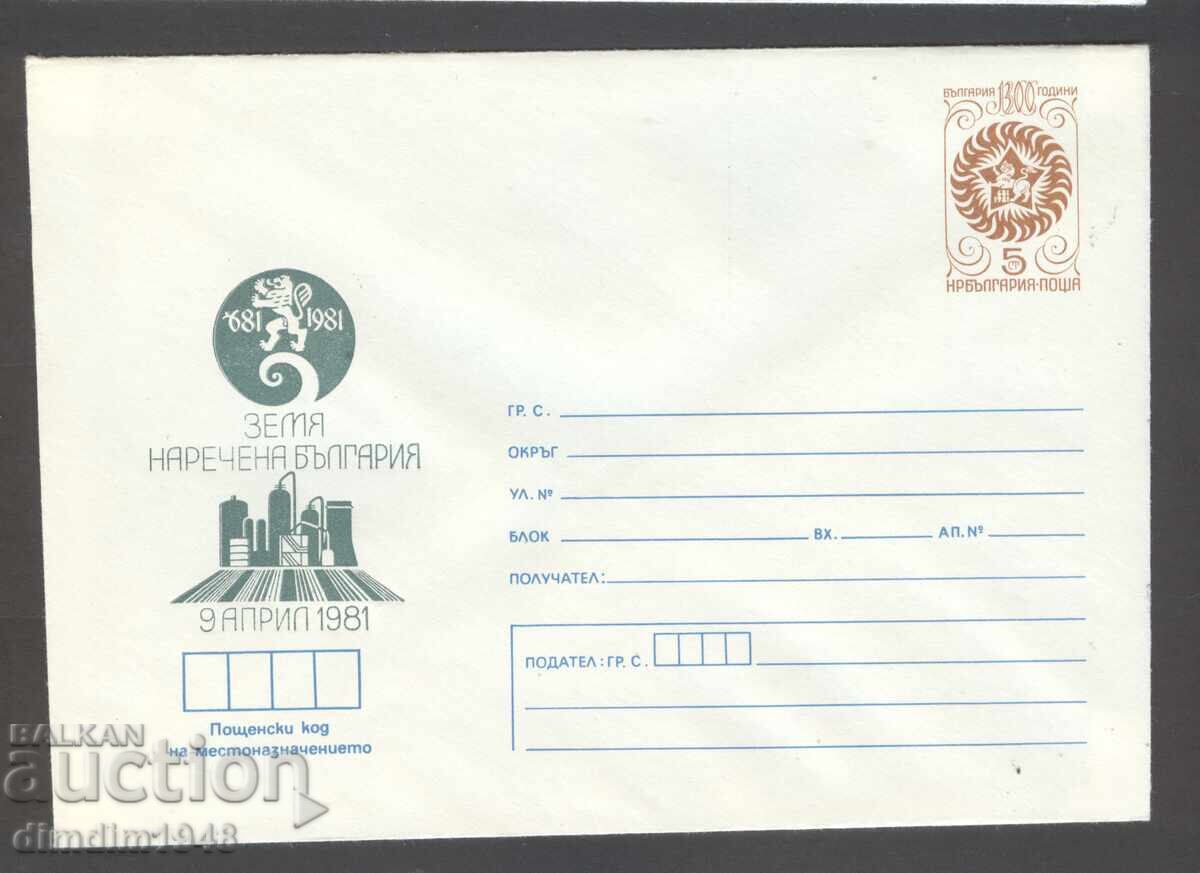 БЪЛГАРИЯ 1300 ГОДИНИ
5 СТ
НРБЪЛГАРИЯ·ПОЩА
681 1981
ЗЕМЯ
НАРЕЧЕНА БЪЛГАРИЯ
9 АПРИЛ 1981
Пощенски код
на местоназначението
ГР. С.
ОКРЪГ
УЛ. №
БЛОК ВХ. АП. №
ПОЛУЧАТЕЛ:
ПОДАТЕЛ: ГР. С.
BALKAN
auction
dimdim1948